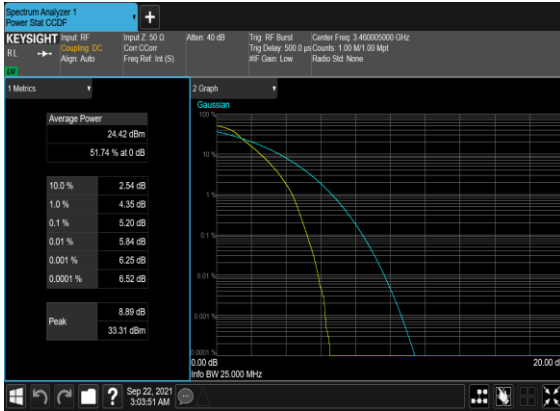 Spectrum Analyzer 1
Power Stat CCDF
+
KEYSIGHT
RL
Input: RF
Coupling: DC
Align: Auto
Input Z: 50 Ω
Corr CCorr
Freq Ref: Int (S)
Atten: 40 dB
Trig: RF Burst
Trig Delay: 500.0 µs
#IF Gain: Low
Center Freq: 3.460005000 GHz
Counts: 1.00 M/1.00 Mpt
Radio Std: None
1 Metrics
Average Power
24.42 dBm
51.74 % at 0 dB
10.0 % 2.54 dB
1.0 % 4.35 dB
0.1 % 5.20 dB
0.01 % 5.84 dB
0.001 % 6.25 dB
0.0001 % 6.52 dB
Peak
8.89 dB
33.31 dBm
2 Graph
Gaussian
100 %
10 %
1 %
0.1 %
0.01 %
0.001 %
0.0001 %
0.00 dB
20.00 d
Info BW 25.000 MHz
?
Sep 22, 2021
3:03:51 AM